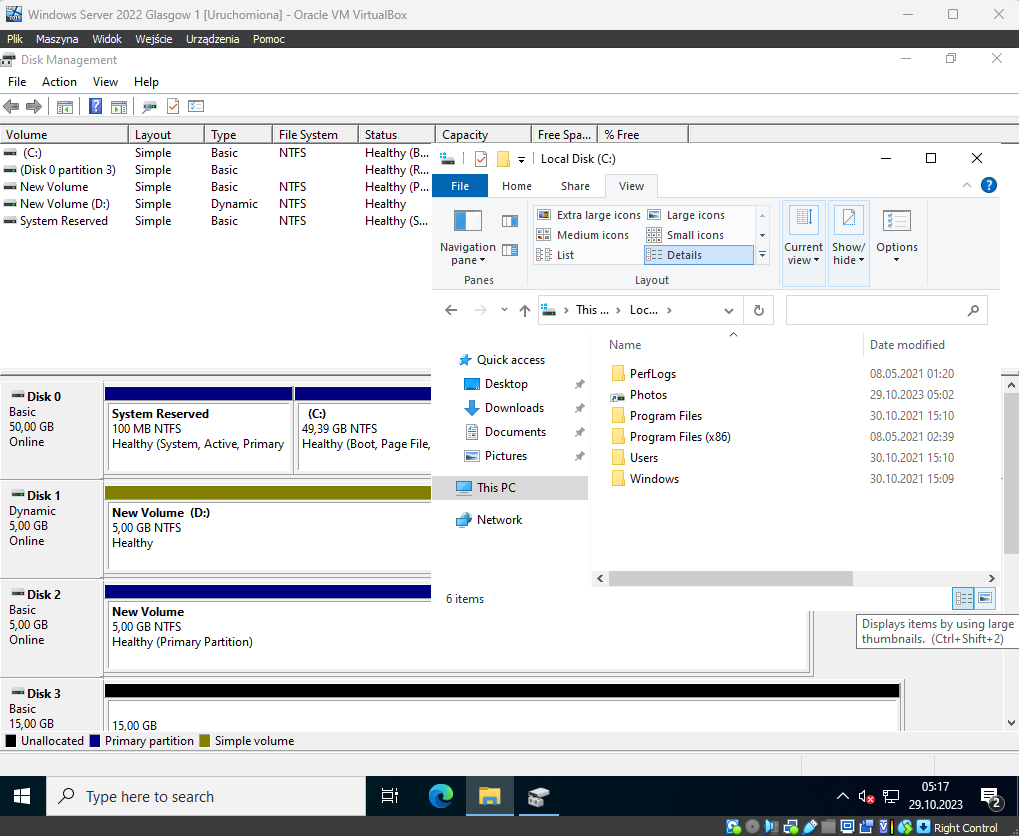 Windows Server 2022 Glasgow 1 [Uruchomiona] - Oracle VM VirtualBox
Plik Maszyna Widok Wejście Urządzenia Pomoc
Disk Management
File Action View Help
Volume Layout Type File System Status Capacity Free Spa... % Free
(C:) Simple Basic NTFS Healthy (B...
(Disk 0 partition 3) Simple Basic Healthy (R...
New Volume Simple Basic NTFS Healthy (P...
New Volume (D:) Simple Dynamic NTFS Healthy
System Reserved Simple Basic NTFS Healthy (S...
Local Disk (C:)
File Home Share View
Navigation pane
Panes
Extra large icons Large icons
Medium icons Small icons
List Details
Layout
Current view
Show/ hide
Options
This ... Loc...
Quick access
Desktop
Downloads
Documents
Pictures
This PC
Network
Name Date modified
PerfLogs 08.05.2021 01:20
Photos 29.10.2023 05:02
Program Files 30.10.2021 15:10
Program Files (x86) 08.05.2021 02:39
Users 30.10.2021 15:10
Windows 30.10.2021 15:09
6 items
Displays items by using large
thumbnails. (Ctrl+Shift+2)
Disk 0
Basic
50,00 GB
Online
System Reserved
100 MB NTFS
Healthy (System, Active, Primary
(C:)
49,39 GB NTFS
Healthy (Boot, Page File,
Disk 1
Dynamic
5,00 GB
Online
New Volume (D:)
5,00 GB NTFS
Healthy
Disk 2
Basic
5,00 GB
Online
New Volume
5,00 GB NTFS
Healthy (Primary Partition)
Disk 3
Basic
15,00 GB
15,00 GB
Unallocated Primary partition Simple volume
Type here to search
05:17
29.10.2023
2
Right Control